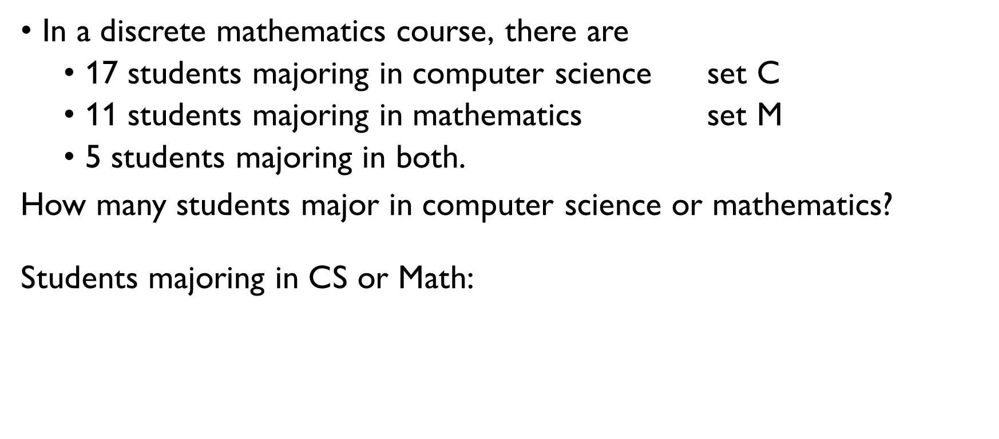 • In a discrete mathematics course, there are
• 17 students majoring in computer science set C
• 11 students majoring in mathematics set M
• 5 students majoring in both.
How many students major in computer science or mathematics?
Students majoring in CS or Math: